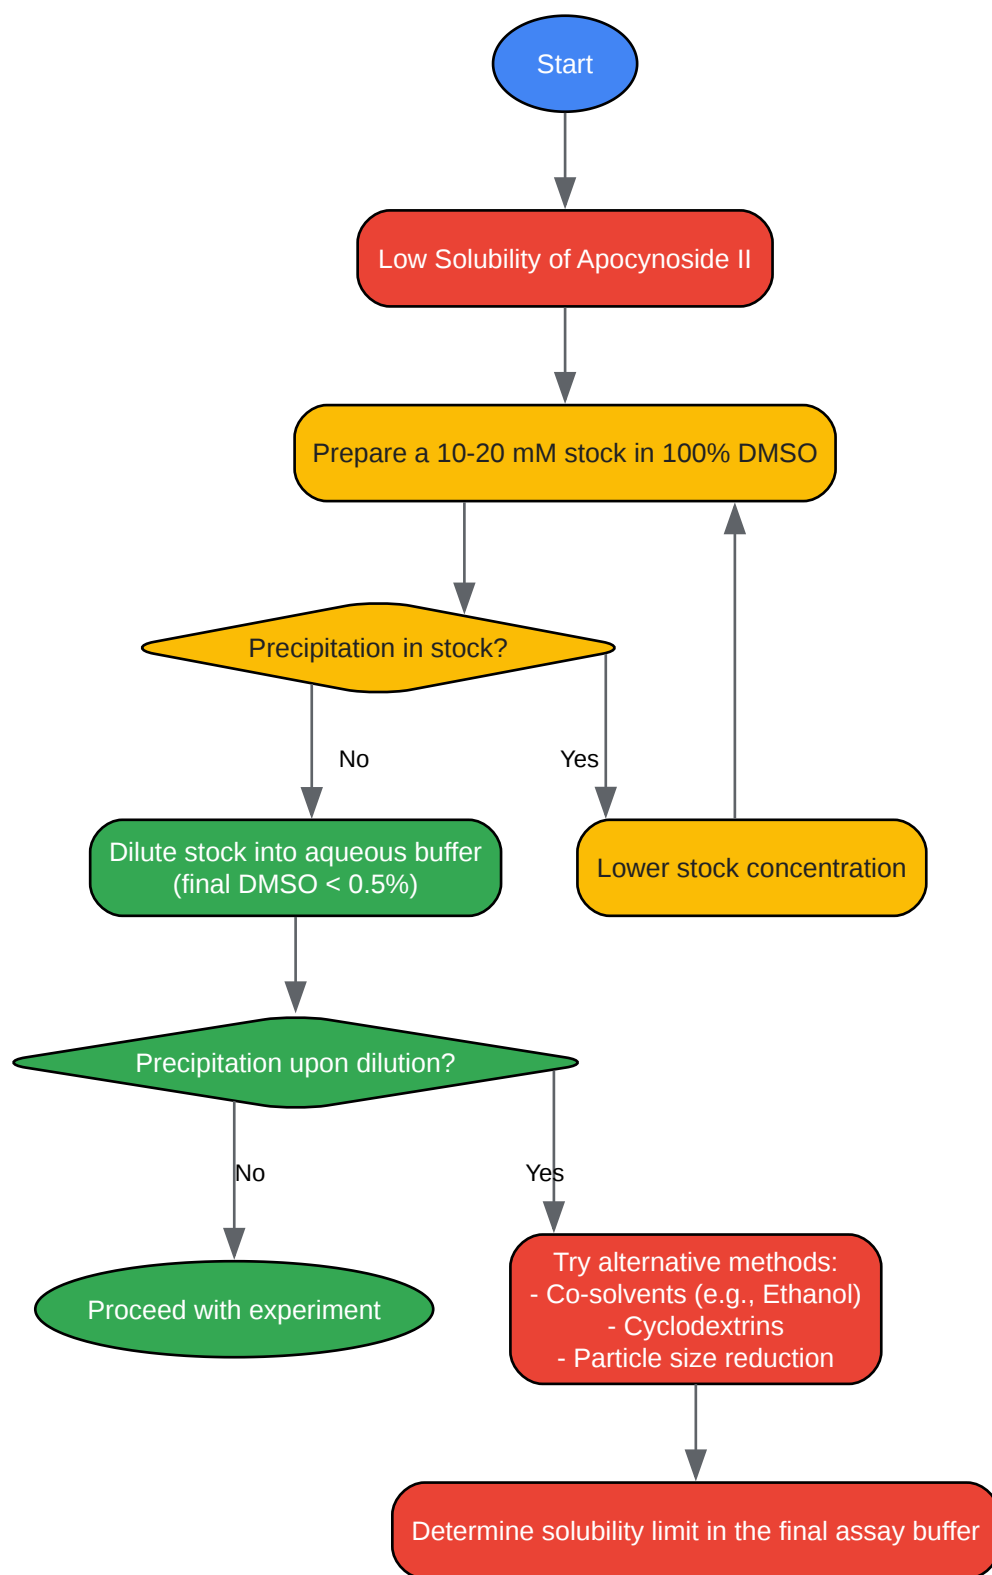 Start
Low Solubility of Apocynoside II
Prepare a 10-20 mM stock in 100% DMSO
Precipitation in stock?
No
Yes
Dilute stock into aqueous buffer
(final DMSO < 0.5%)
Lower stock concentration
Precipitation upon dilution?
No
Yes
Proceed with experiment
Try alternative methods:
- Co-solvents (e.g., Ethanol)
- Cyclodextrins
- Particle size reduction
Determine solubility limit in the final assay buffer